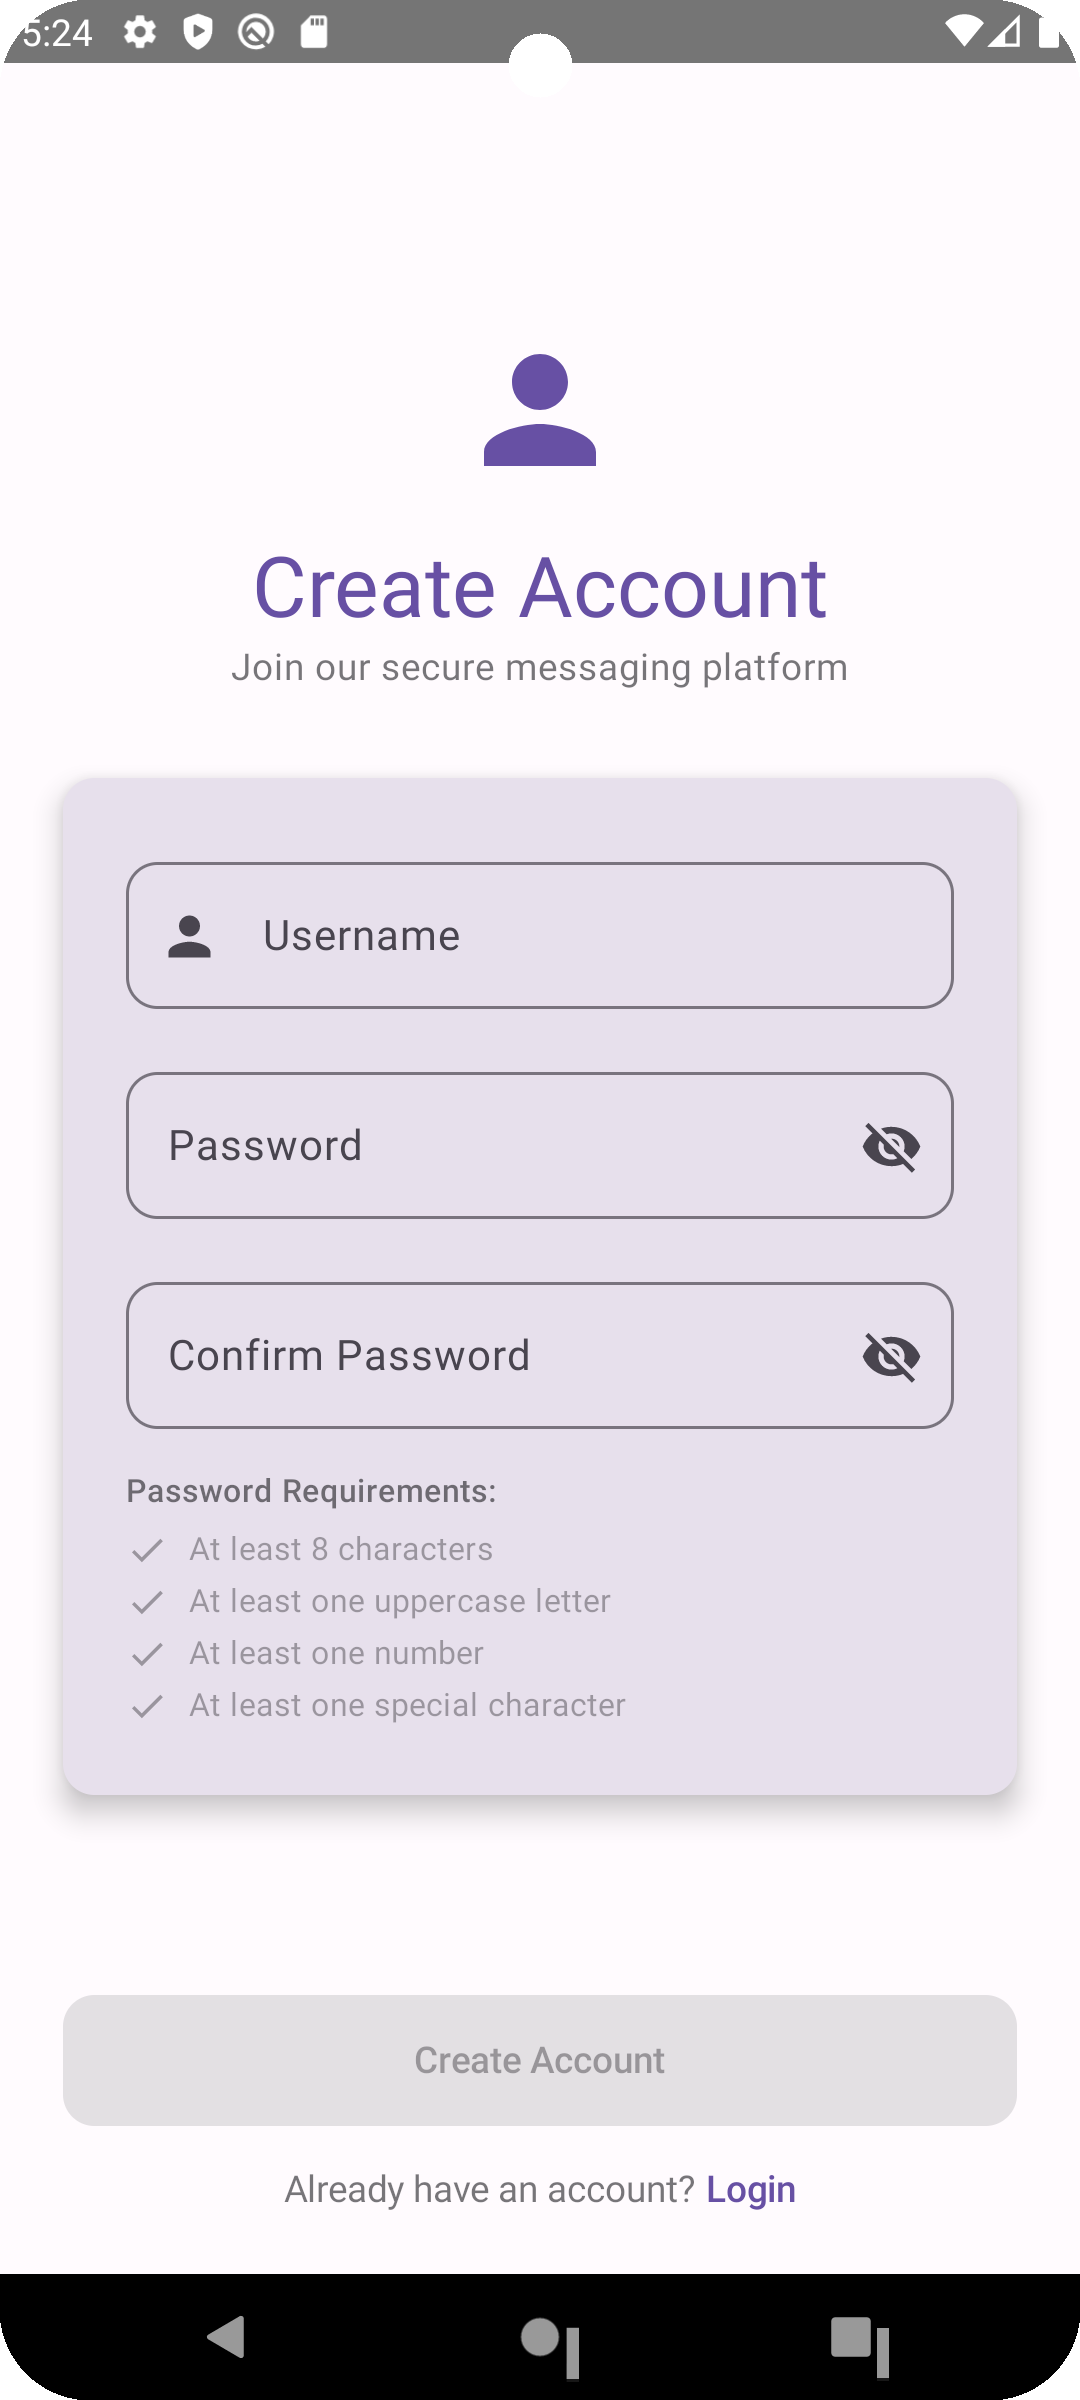 5:24
Create Account
Join our secure messaging platform
Username
Password
Confirm Password
Password Requirements:
At least 8 characters
At least one uppercase letter
At least one number
At least one special character
Create Account
Already have an account? Login